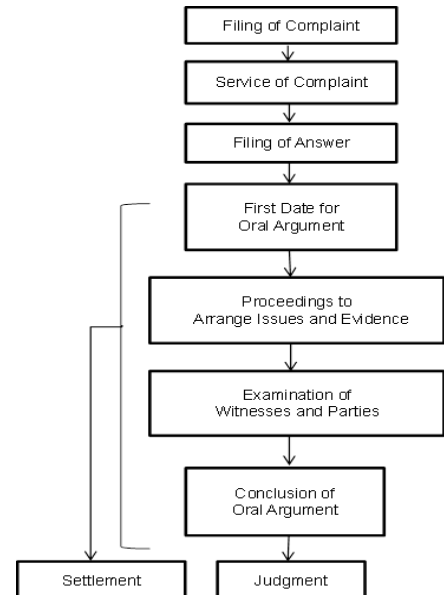 Filing of Complaint
Service of Complaint
Filing of Answer
First Date for
Oral Argument
Proceedings to
Arrange Issues and Evidence
Examination of
Witnesses and Parties
Conclusion of
Oral Argument
Settlement
Judgment